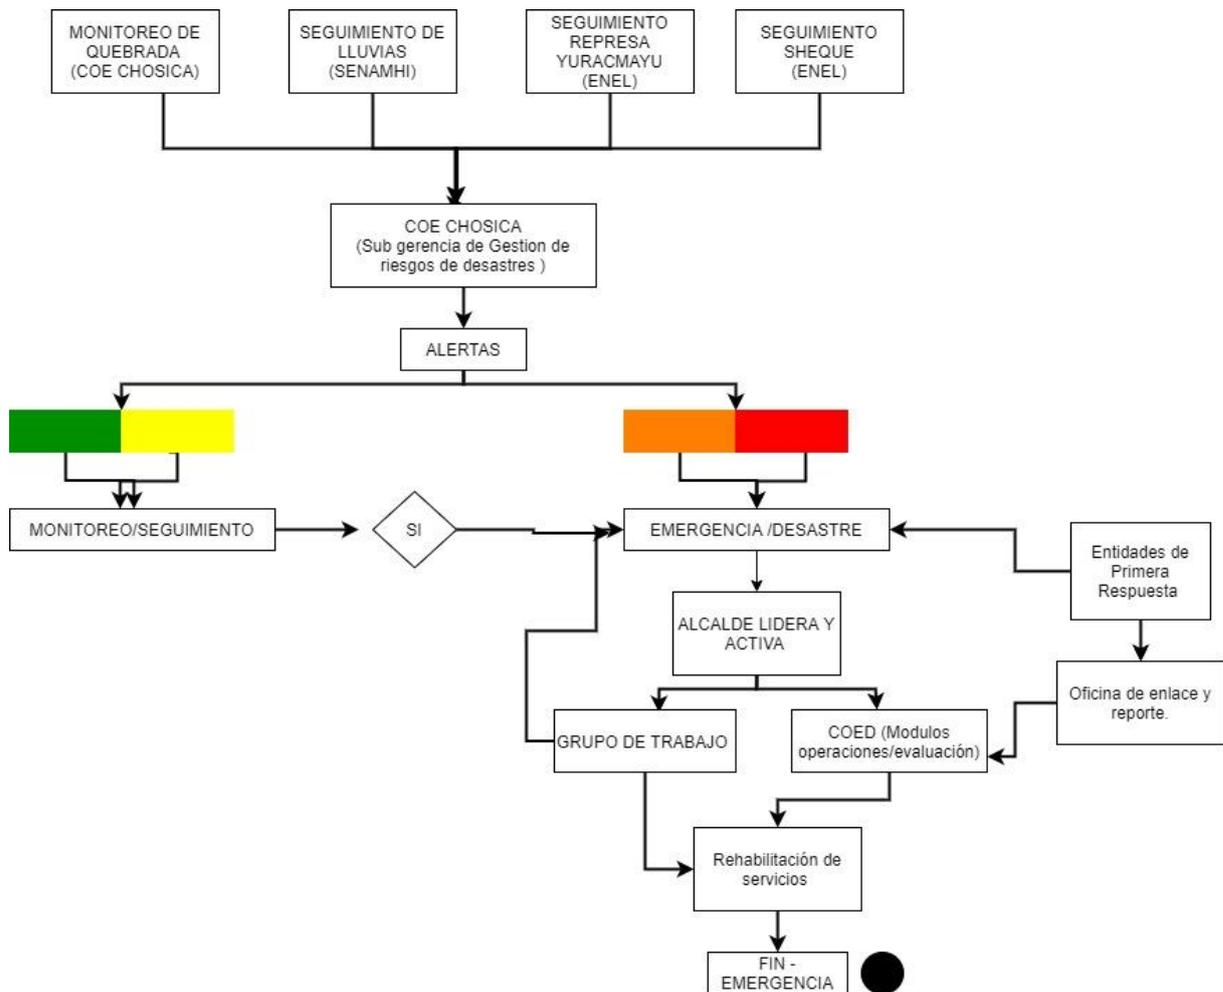 MONITOREO DE
QUEBRADA
(COE CHOSICA)
SEGUIMIENTO DE
LLUVIAS
(SENAMHI)
SEGUIMIENTO
REPRESA
YURACMAYU
(ENEL)
SEGUIMIENTO
SHEQUE
(ENEL)
COE CHOSICA
(Sub gerencia de Gestion de
riesgos de desastres )
ALERTAS
MONITOREO/SEGUIMIENTO
SI
EMERGENCIA /DESASTRE
Entidades de
Primera
Respuesta
ALCALDE LIDERA Y
ACTIVA
Oficina de enlace y
reporte.
GRUPO DE TRABAJO
COED (Modulos
operaciones/evaluación)
Rehabilitación de
servicios
FIN -
EMERGENCIA